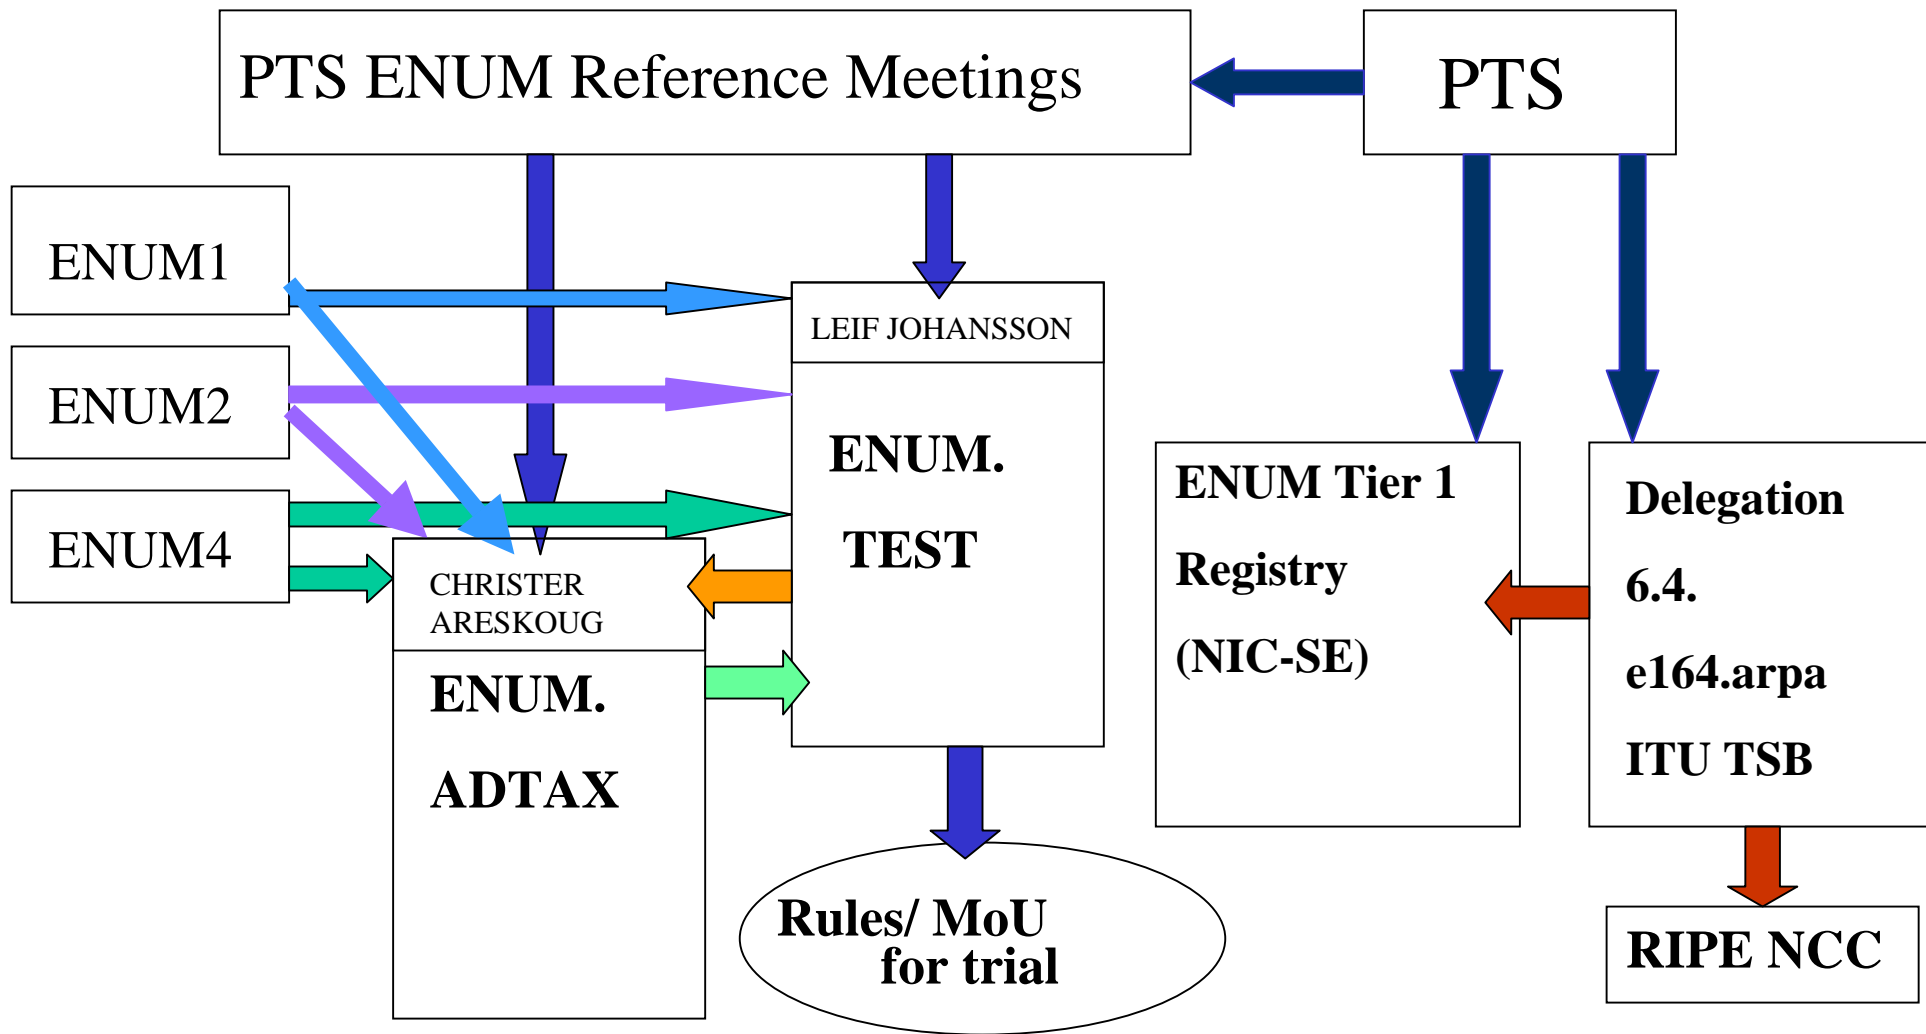 PTS ENUM Reference Meetings
PTS
ENUM1
ENUM2
ENUM4
LEIF JOHANSSON
ENUM.
TEST
CHRISTER
ARESKOUG
ENUM.
ADTAX
Rules/ MoU
for trial
ENUM Tier 1
Registry
(NIC-SE)
Delegation
6.4.
e164.arpa
ITU TSB
RIPE NCC